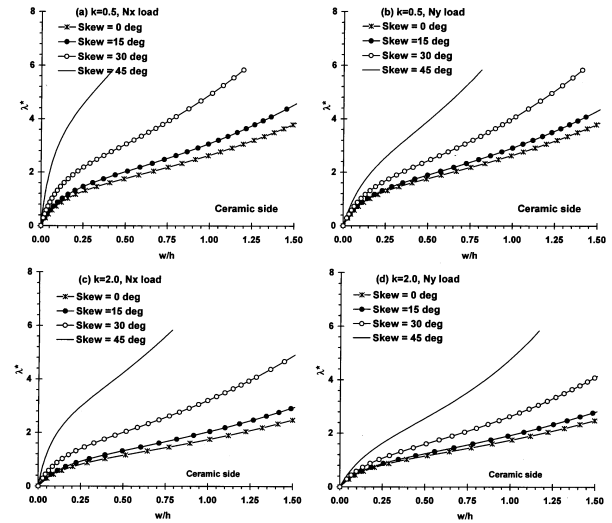 (a) k=0.5, Nx load
Skew = 0 deg
Skew =15 deg
Skew = 30 deg
Skew = 45 deg
8
6
4
2
0
λ*
Ceramic side
0.00 0.25 0.50 0.75 1.00 1.25 1.50
w/h
(b) k=0.5, Ny load
Skew = 0 deg
Skew =15 deg
Skew = 30 deg
Skew = 45 deg
8
6
4
2
0
λ*
Ceramic side
0.00 0.25 0.50 0.75 1.00 1.25 1.50
w/h
(c) k=2.0, Nx load
Skew = 0 deg
Skew = 15 deg
Skew = 30 deg
Skew = 45 deg
8
6
4
2
0
λ*
Ceramic side
0.00 0.25 0.50 0.75 1.00 1.25 1.50
w/h
(d) k=2.0, Ny load
Skew = 0 deg
Skew = 15 deg
Skew = 30 deg
Skew = 45 deg
8
6
4
2
0
λ*
Ceramic side
0.00 0.25 0.50 0.75 1.00 1.25 1.50
w/h